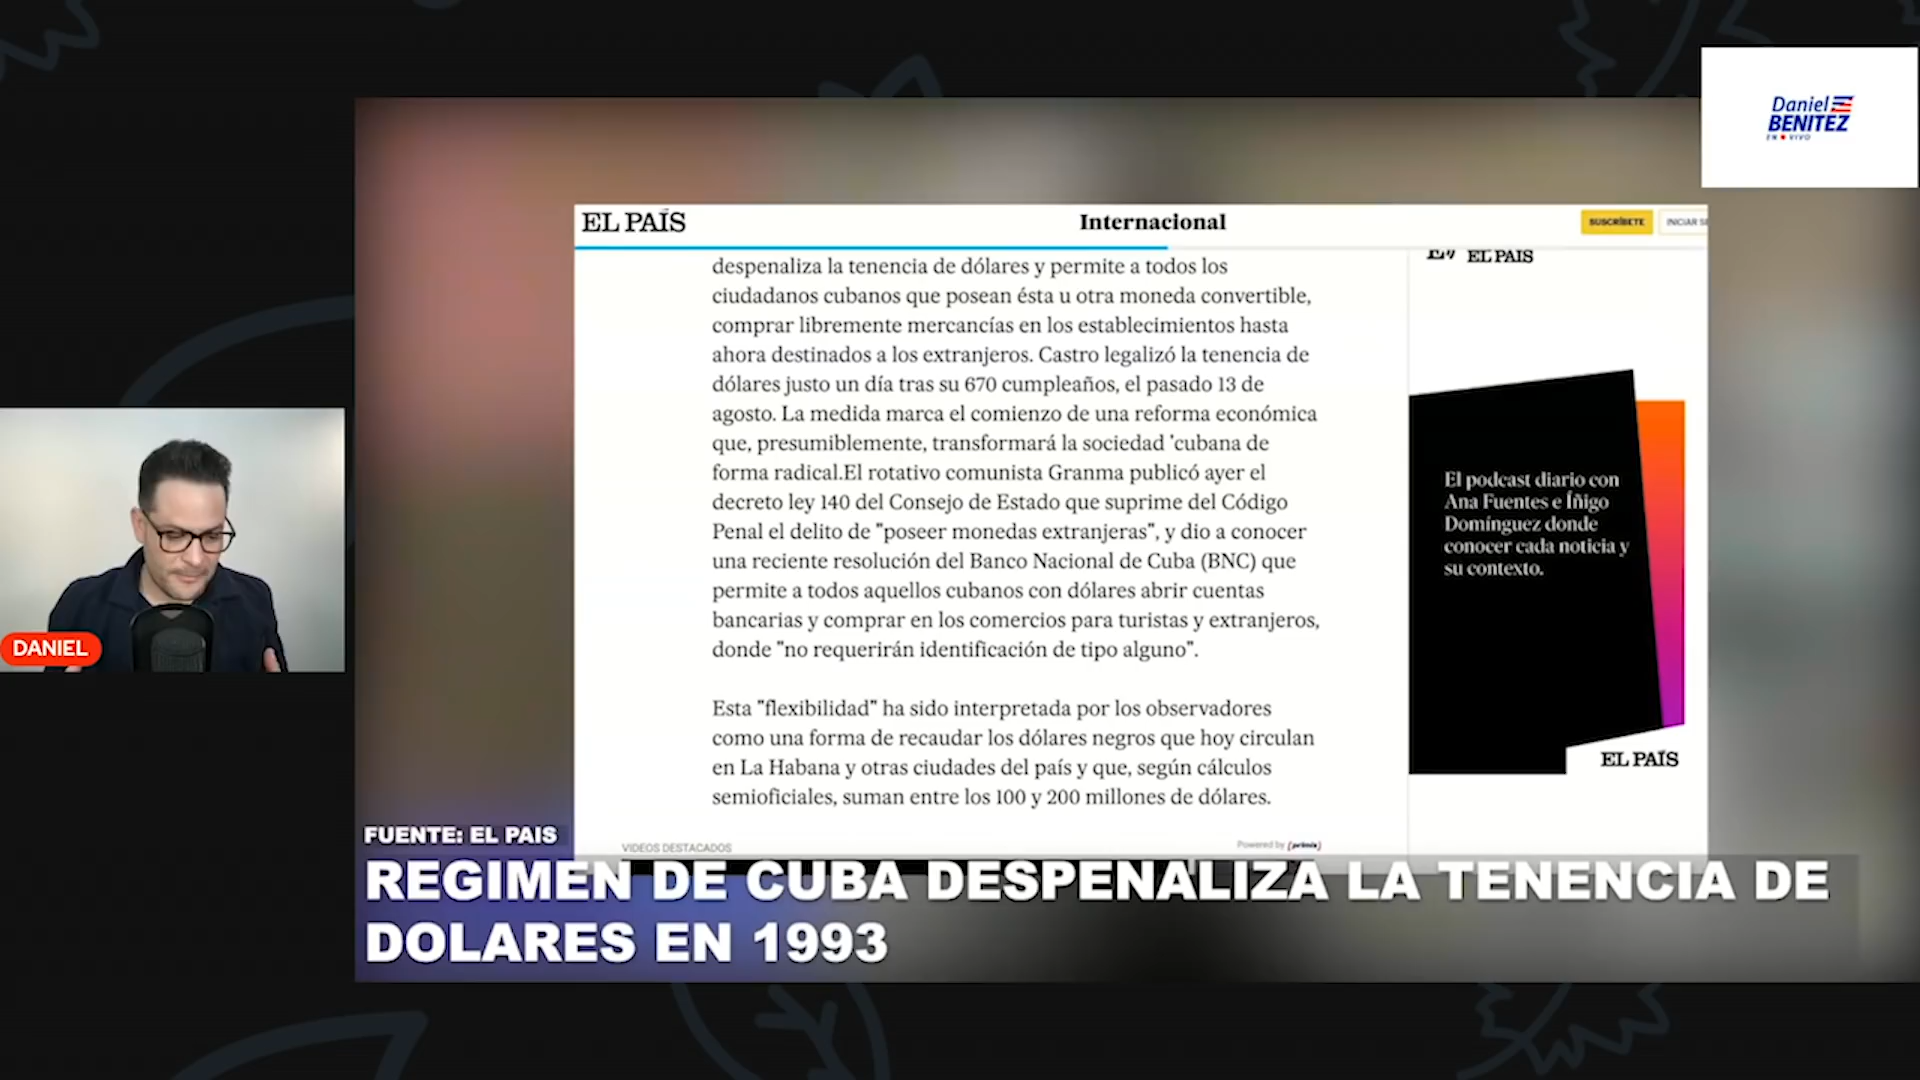 Daniel
BENITEZ
EN VIVO
EL PAÍS
Internacional
SUSCRÍBETE
INICIAR
EL PAIS
despenaliza la tenencia de dólares y permite a todos los
ciudadanos cubanos que posean ésta u otra moneda convertible,
comprar libremente mercancías en los establecimientos hasta
ahora destinados a los extranjeros. Castro legalizó la tenencia de
dólares justo un día tras su 670 cumpleaños, el pasado 13 de
agosto. La medida marca el comienzo de una reforma económica
que, presumiblemente, transformará la sociedad 'cubana de
forma radical.El rotativo comunista Granma publicó ayer el
decreto ley 140 del Consejo de Estado que suprime del Código
Penal el delito de "poseer monedas extranjeras", y dio a conocer
una reciente resolución del Banco Nacional de Cuba (BNC) que
permite a todos aquellos cubanos con dólares abrir cuentas
bancarias y comprar en los comercios para turistas y extranjeros,
donde "no requerirán identificación de tipo alguno".
Esta "flexibilidad" ha sido interpretada por los observadores
como una forma de recaudar los dólares negros que hoy circulan
en La Habana y otras ciudades del país y que, según cálculos
semioficiales, suman entre los 100 y 200 millones de dólares.
El podcast diario con
Ana Fuentes e Íñigo
Domínguez donde
conocer cada noticia y
su contexto.
EL PAÍS
VIDEOS DESTACADOS
Powered by
DANIEL
FUENTE: EL PAIS
REGIMEN DE CUBA DESPENALIZA LA TENENCIA DE
DOLARES EN 1993